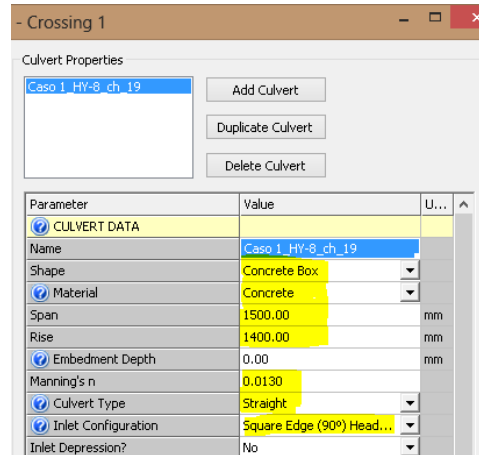 - Crossing 1
Culvert Properties
Caso 1_HY-8_ch_19
Add Culvert
Duplicate Culvert
Delete Culvert
Parameter Value U...
CULVERT DATA
Name Caso 1_HY-8_ch_19
Shape Concrete Box
Material Concrete
Span 1500.00 mm
Rise 1400.00 mm
Embedment Depth 0.00 mm
Manning's n 0.0130
Culvert Type Straight
Inlet Configuration Square Edge (90º) Head...
Inlet Depression? No